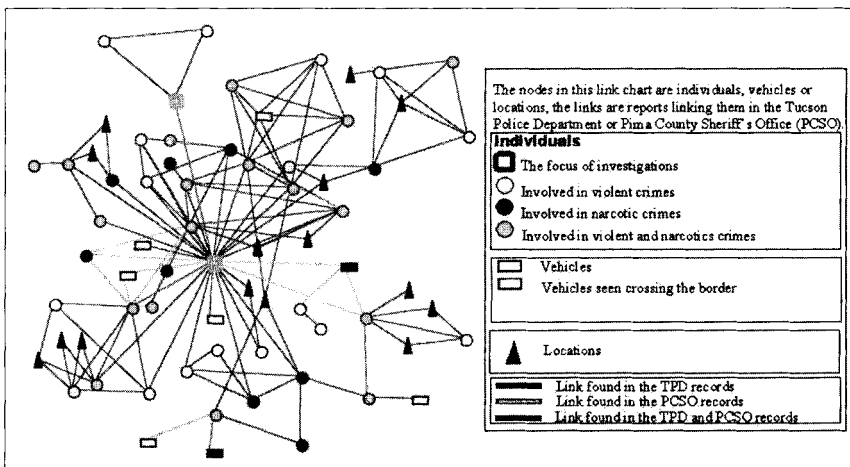 The nodes in this link chart are individuals, vehicles or
locations, the links are reports linking them in the Tucson
Police Department or Pima County Sheriff's Office (PCSO).
Individuals
The focus of investigations
Involved in violent crimes
Involved in narcotic crimes
Involved in violent and narcotics crimes
Vehicles
Vehicles seen crossing the border
Locations
Link found in the TPD records
Link found in the PCSO records
Link found in the TPD and PCSO records